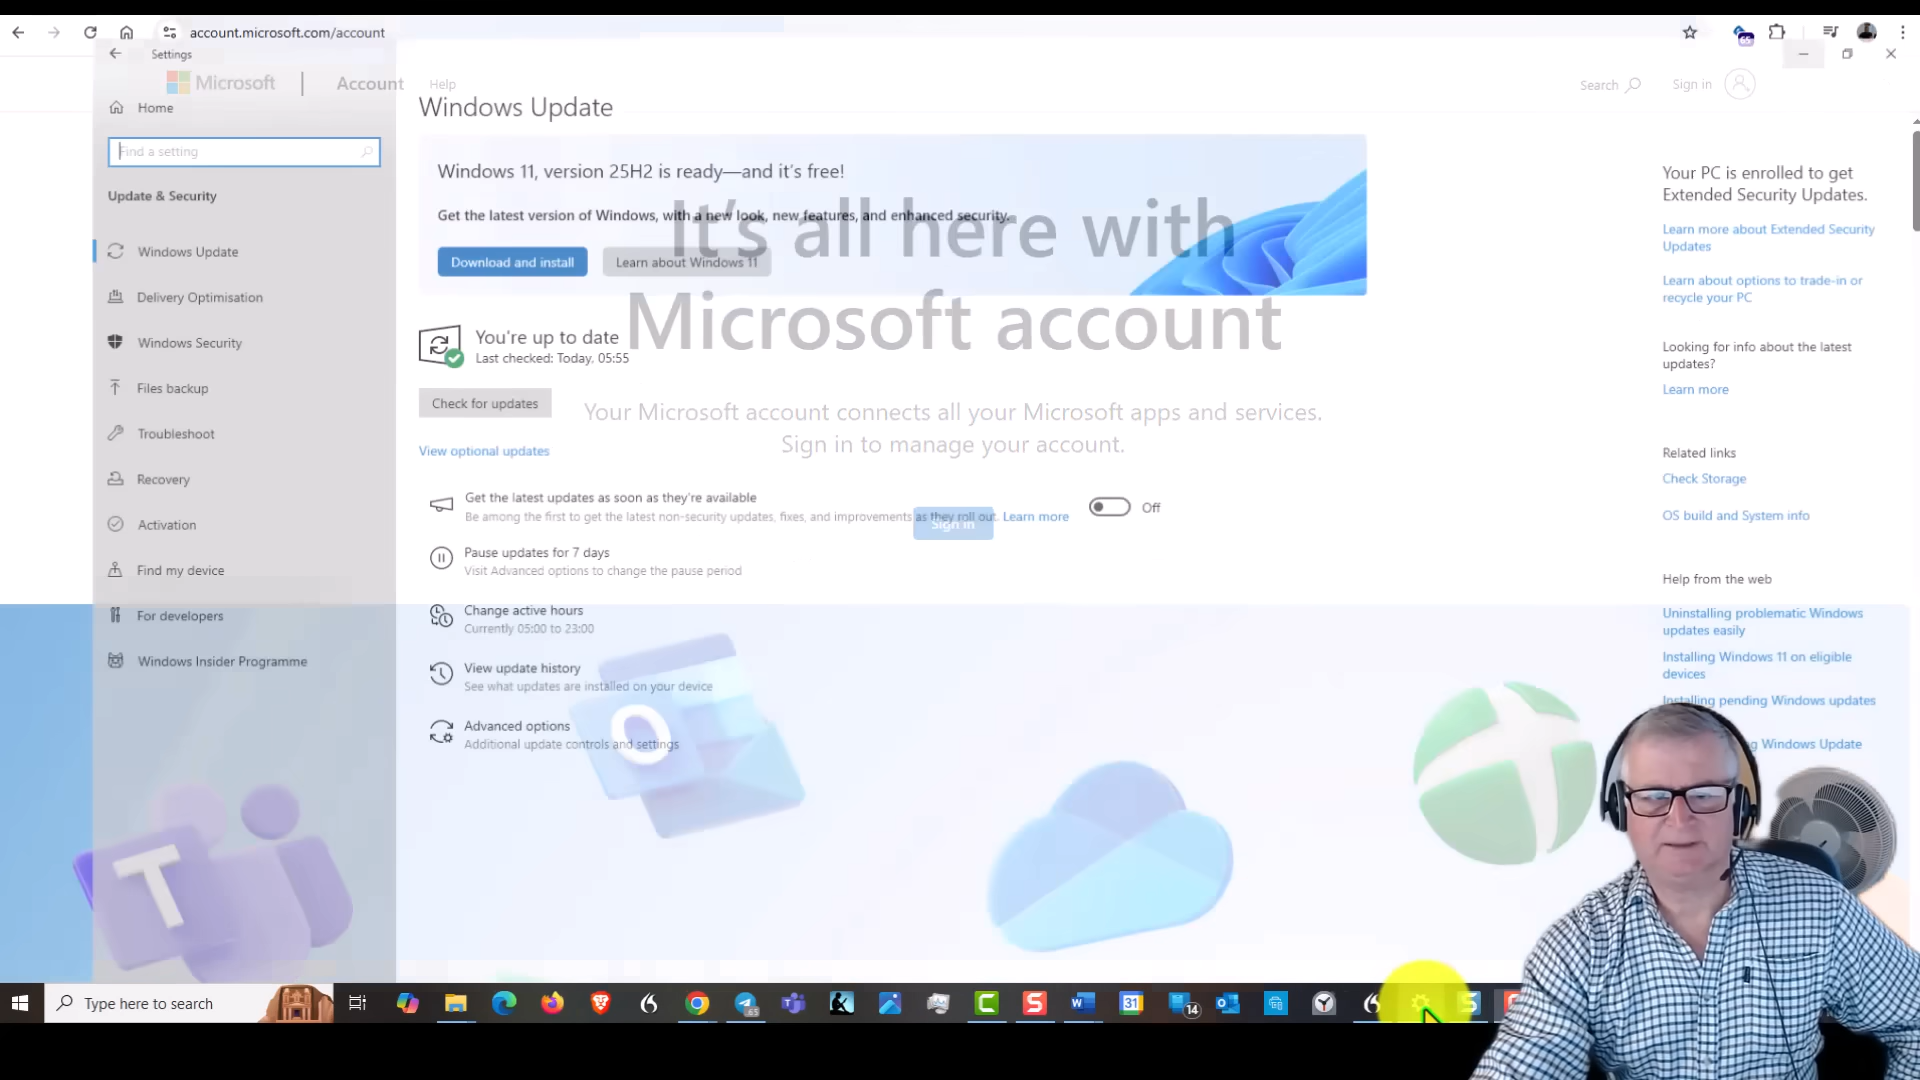 account.microsoft.com/account
65
Settings
Microsoft | Account Help
Search
Sign in
Home
Find a setting
Update & Security
Windows Update
Delivery Optimisation
Windows Security
Files backup
Troubleshoot
Recovery
Activation
Find my device
For developers
Windows Insider Programme
Windows Update
Windows 11, version 25H2 is ready—and it's free!
Get the latest version of Windows, with a new look, new features, and enhanced security.
Download and install
Learn about Windows 11
It's all here with
Microsoft account
You're up to date
Last checked: Today, 05:55
Check for updates
Your Microsoft account connects all your Microsoft apps and services.
Sign in to manage your account.
Sign in
View optional updates
Get the latest updates as soon as they're available
Be among the first to get the latest non-security updates, fixes, and improvements as they roll out. Learn more
Off
Pause updates for 7 days
Visit Advanced options to change the pause period
Change active hours
Currently 05:00 to 23:00
View update history
See what updates are installed on your device
Advanced options
Additional update controls and settings
Your PC is enrolled to get
Extended Security Updates.
Learn more about Extended Security
Updates
Learn about options to trade-in or
recycle your PC
Looking for info about the latest
updates?
Learn more
Related links
Check Storage
OS build and System info
Help from the web
Uninstalling problematic Windows
updates easily
Installing Windows 11 on eligible
devices
Installing pending Windows updates
Windows Update
O
T
Type here to search
65
31
14